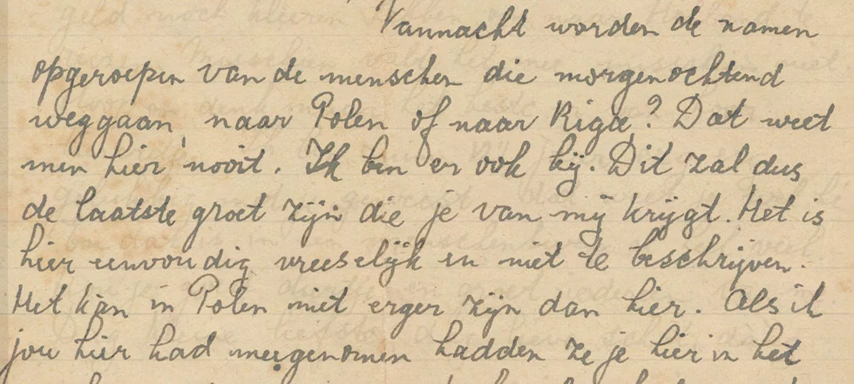 Vannacht worden de namen
opgeroepen van de menschen die morgenochtend
weggaan, naar Polen of naar Riga? Dat weet
men hier nooit. Ik ben er ook bij. Dit zal dus
de laatste groet zijn die je van mij krijgt. Het is
hier eenvoudig vreeselijk en niet te beschrijven.
Het kan in Polen niet erger zijn dan hier. Als ik
jou hier had meegenomen hadden ze je hier in het